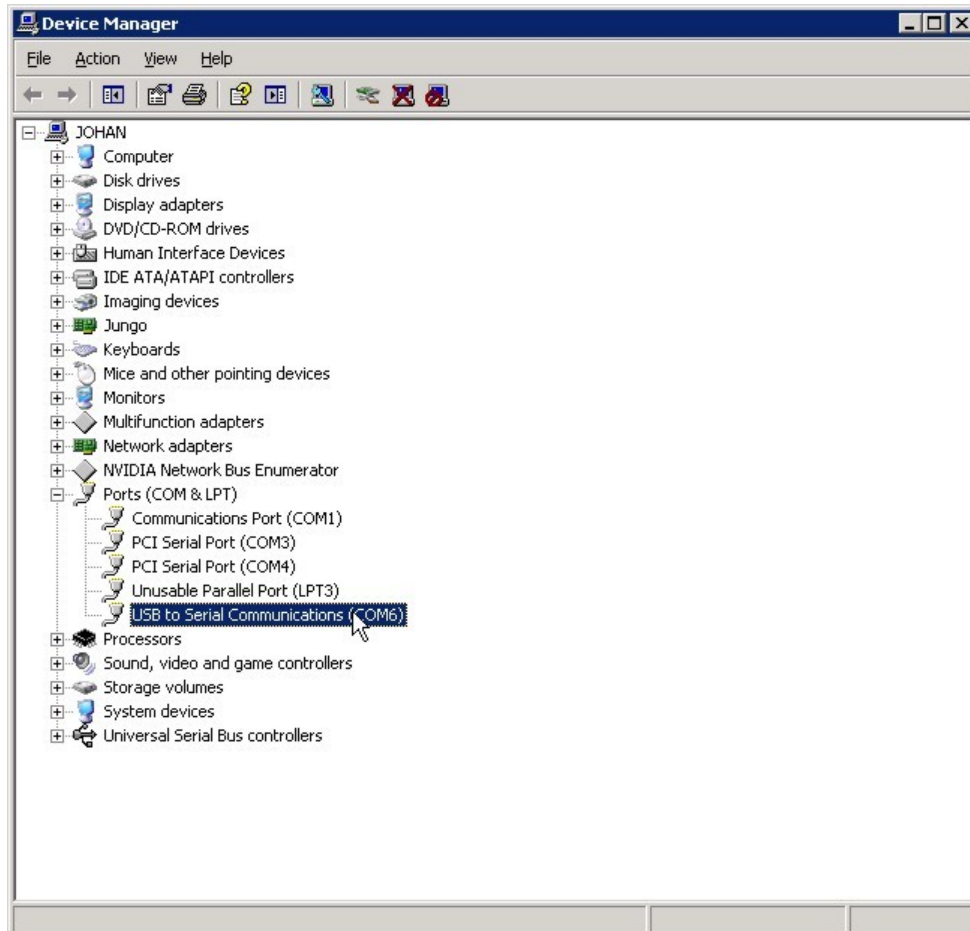 Device Manager
File Action View Help
JOHAN
Computer
Disk drives
Display adapters
DVD/CD-ROM drives
Human Interface Devices
IDE ATA/ATAPI controllers
Imaging devices
Jungo
Keyboards
Mice and other pointing devices
Monitors
Multifunction adapters
Network adapters
NVIDIA Network Bus Enumerator
Ports (COM & LPT)
Communications Port (COM1)
PCI Serial Port (COM3)
PCI Serial Port (COM4)
Unusable Parallel Port (LPT3)
USB to Serial Communications (COM6)
Processors
Sound, video and game controllers
Storage volumes
System devices
Universal Serial Bus controllers